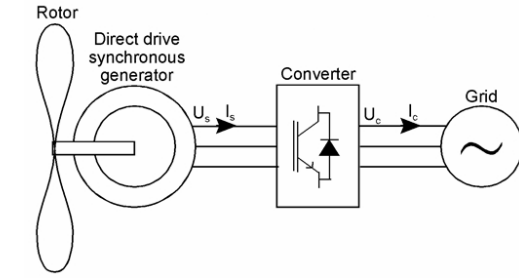 Rotor
Direct drive
synchronous
generator
Converter
Grid
Us Is
Uc Ic